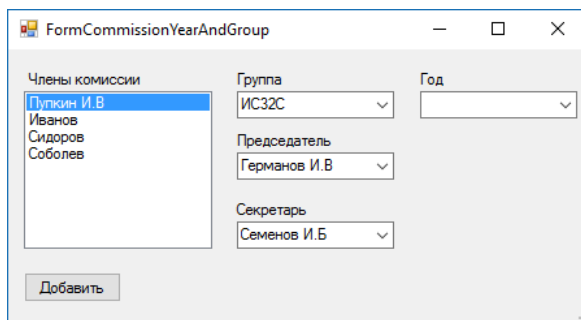 FormCommissionYearAndGroup
Члены комиссии
Пупкин И.В
Иванов
Сидоров
Соболев
Группа
ИС32С
Год
Председатель
Германов И.В
Секретарь
Семенов И.Б
Добавить